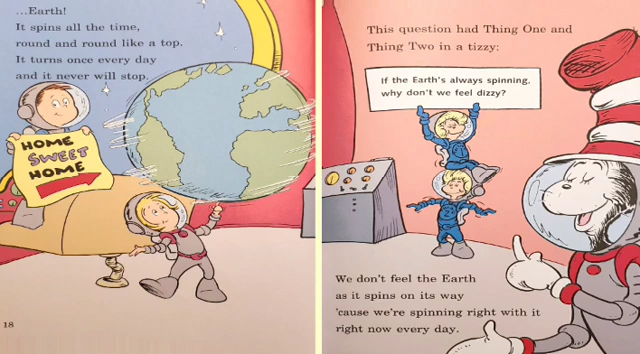 ...Earth!
It spins all the time,
round and round like a top.
It turns once every day
and it never will stop.
HOME
SWEET
HOME
18
This question had Thing One and
Thing Two in a tizzy:
If the Earth's always spinning,
why don't we feel dizzy?
We don't feel the Earth
as it spins on its way
'cause we're spinning right with it
right now every day.